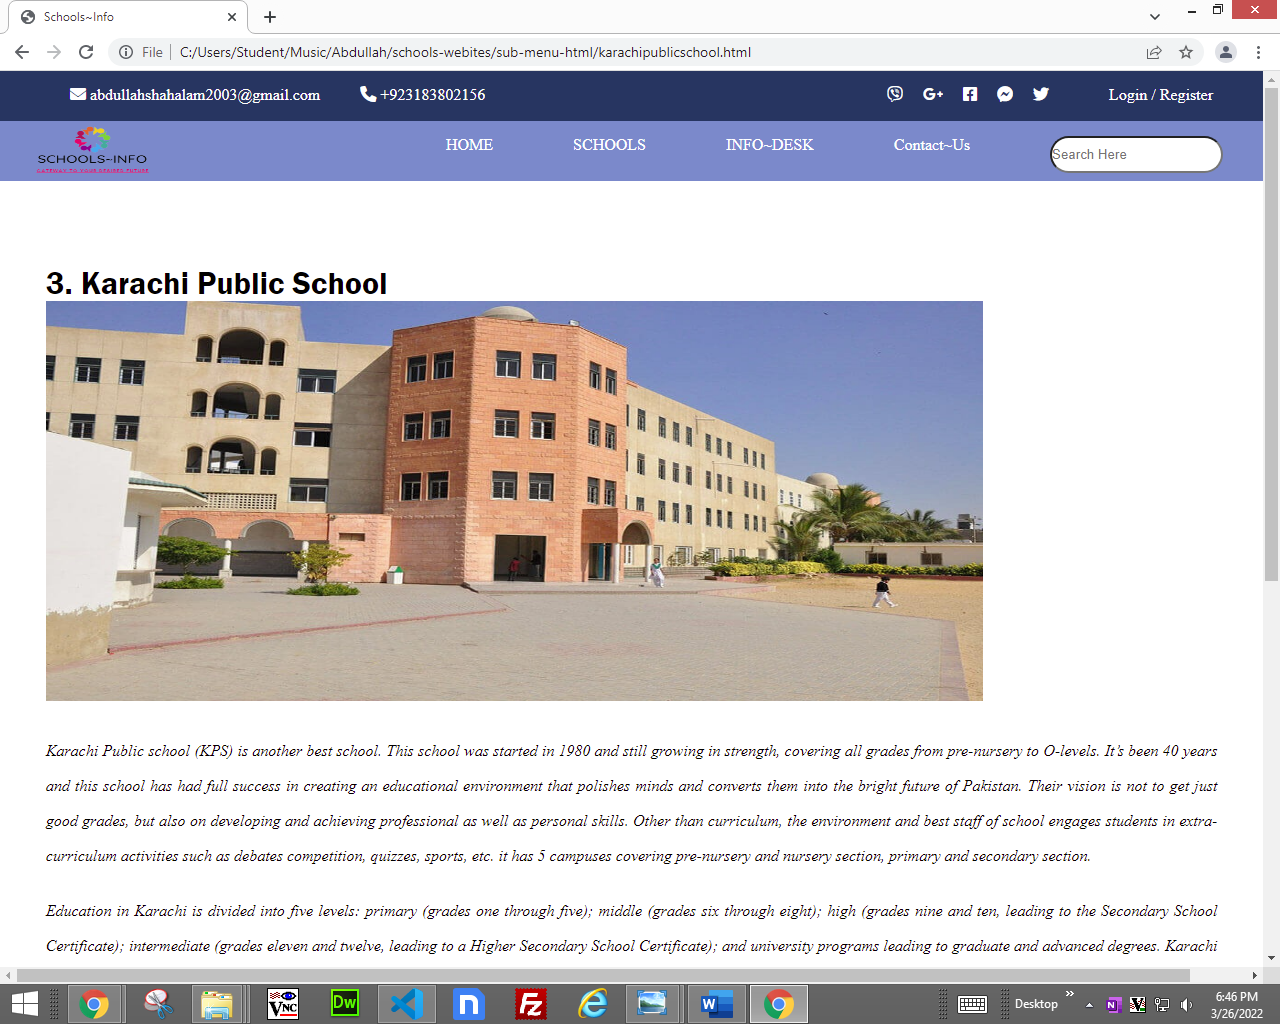 Schools~Info
File
C:/Users/Student/Music/Abdullah/schools-webites/sub-menu-html/karachipublicschool.html
abdullahshahalam2003@gmail.com +923183802156 Login / Register
SCHOOLS~INFO
GATEWAY TO YOUR DESIRED FUTURE
HOME SCHOOLS INFO~DESK Contact~Us
Search Here
3. Karachi Public School
Karachi Public school (KPS) is another best school. This school was started in 1980 and still growing in strength, covering all grades from pre-nursery to O-levels. It’s been 40 years
and this school has had full success in creating an educational environment that polishes minds and converts them into the bright future of Pakistan. Their vision is not to get just
good grades, but also on developing and achieving professional as well as personal skills. Other than curriculum, the environment and best staff of school engages students in extra-
curriculum activities such as debates competition, quizzes, sports, etc. it has 5 campuses covering pre-nursery and nursery section, primary and secondary section.
Education in Karachi is divided into five levels: primary (grades one through five); middle (grades six through eight); high (grades nine and ten, leading to the Secondary School
Certificate); intermediate (grades eleven and twelve, leading to a Higher Secondary School Certificate); and university programs leading to graduate and advanced degrees. Karachi
VNC
Dw
Desktop
6:46 PM
3/26/2022